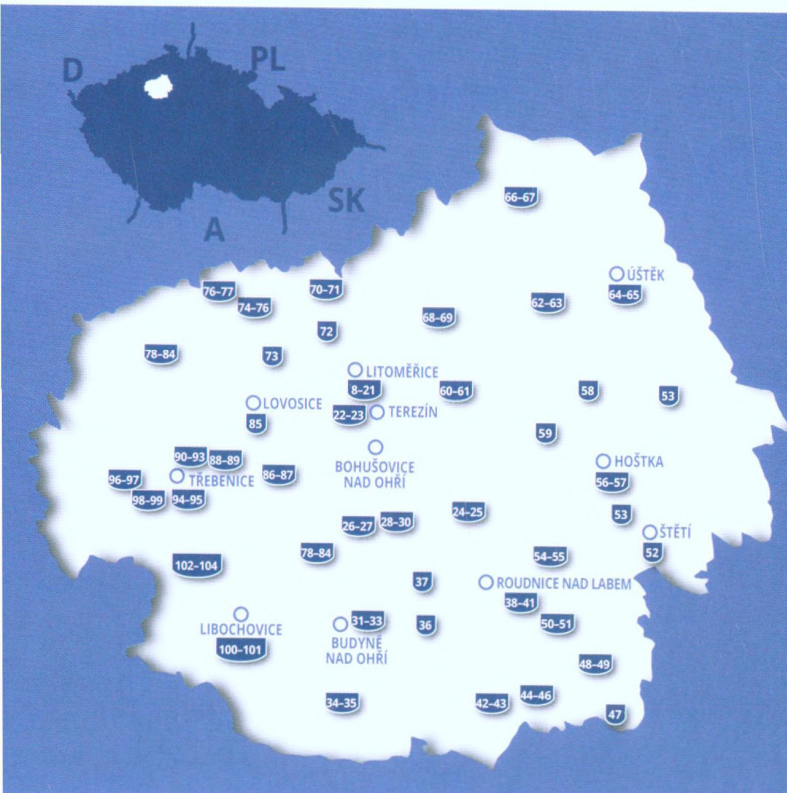 D
PL
SK
A
66–67
ÚŠTĚK
64–65
76–77
74–76
70–71
62–63
68–69
72
78–84
73
LITOMĚŘICE
8–21
60–61
58
53
LOVOSICE
85
22–23
TEREZÍN
59
90–93
88–89
BOHUŠOVICE
NAD OHŘÍ
HOŠTKA
56–57
96–97
TŘEBENICE
86–87
98–99
94–95
24–25
53
26–27
28–30
ŠTĚTÍ
52
78–84
54–55
102–104
37
ROUDNICE NAD LABEM
38–41
LIBOCHOVICE
100–101
31–33
BUDYNĚ
NAD OHŘÍ
36
50–51
48–49
34–35
42–43
44–46
47